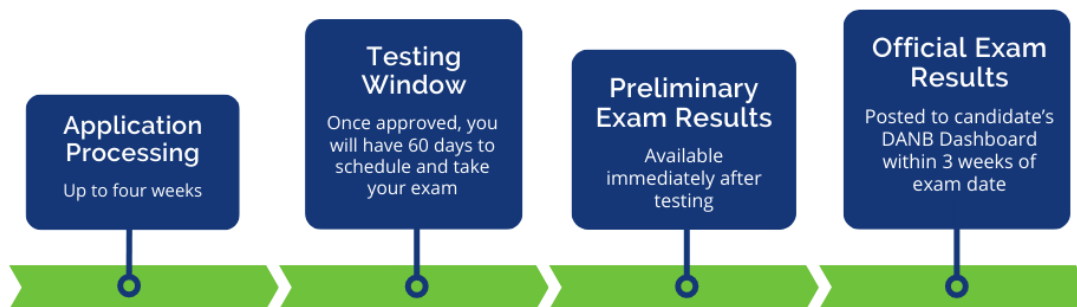 Application
Processing
Up to four weeks
Testing
Window
Once approved, you
will have 60 days to
schedule and take
your exam
Preliminary
Exam Results
Available
immediately after
testing
Official Exam
Results
Posted to candidate’s
DANB Dashboard
within 3 weeks of
exam date